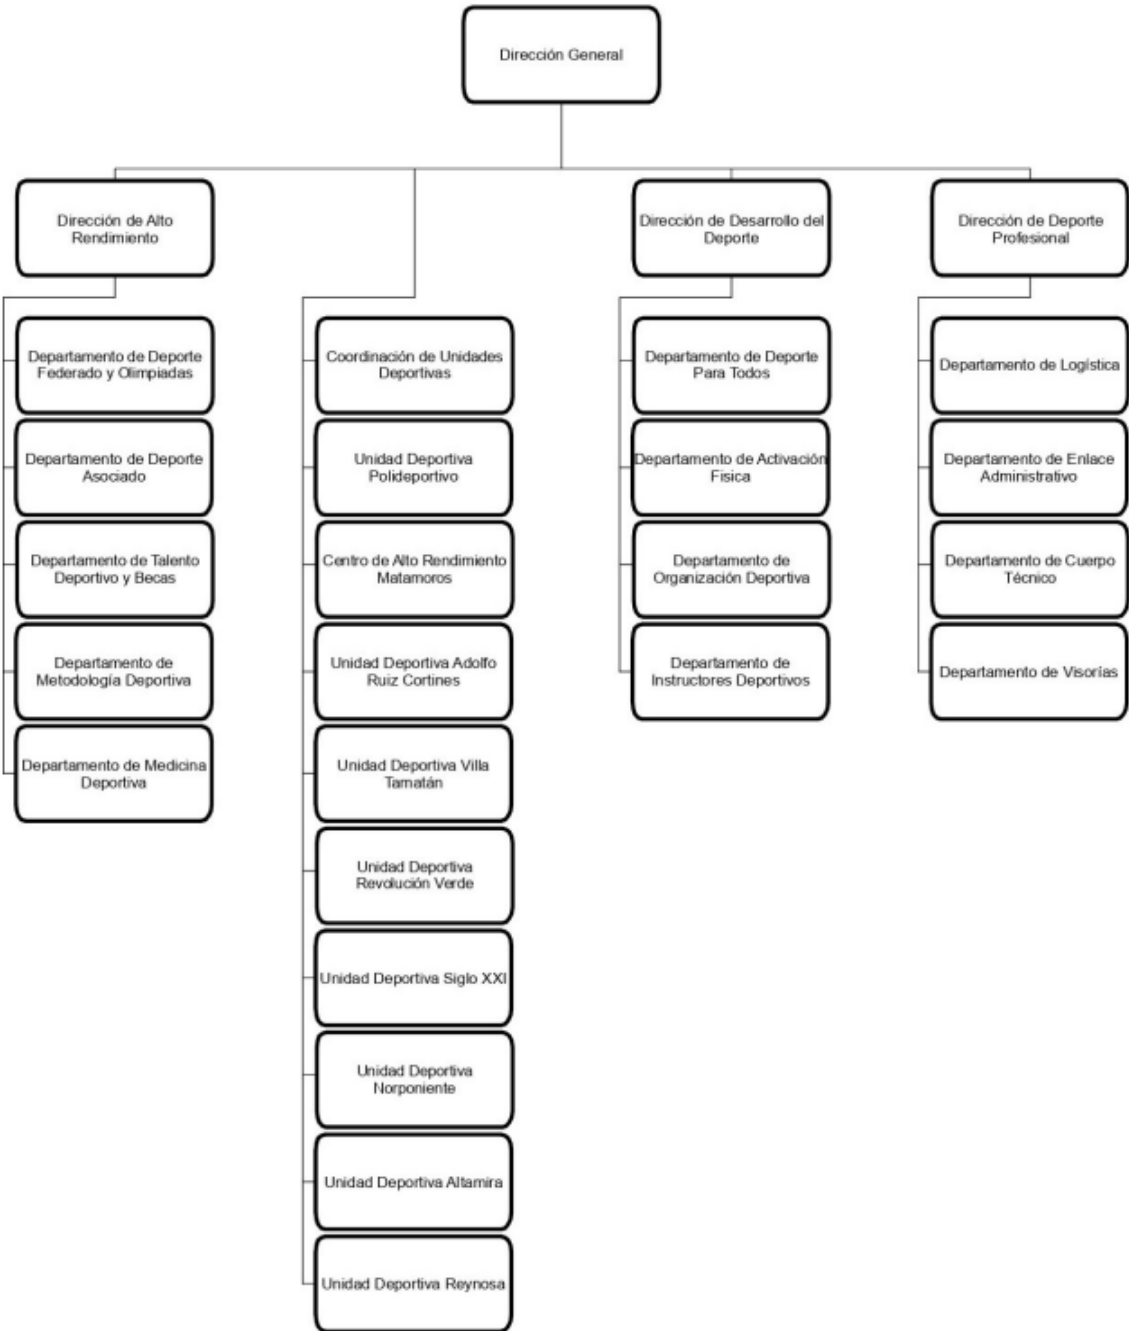 Dirección General
Dirección de Alto
Rendimiento
Dirección de Desarrollo del
Deporte
Dirección de Deporte
Profesional
Departamento de Deporte
Federado y Olimpiadas
Departamento de Deporte
Asociado
Departamento de Talento
Deportivo y Becas
Departamento de
Metodología Deportiva
Departamento de Medicina
Deportiva
Coordinación de Unidades
Deportivas
Unidad Deportiva
Polideportivo
Centro de Alto Rendimiento
Matamoros
Unidad Deportiva Adolfo
Ruiz Cortines
Unidad Deportiva Villa
Tamatán
Unidad Deportiva
Revolución Verde
Unidad Deportiva Siglo XXI
Unidad Deportiva
Norponiente
Unidad Deportiva Altamira
Unidad Deportiva Reynosa
Departamento de Deporte
Para Todos
Departamento de Activación
Fisica
Departamento de
Organización Deportiva
Departamento de
Instructores Deportivos
Departamento de Logística
Departamento de Enlace
Administrativo
Departamento de Cuerpo
Técnico
Departamento de Visorías